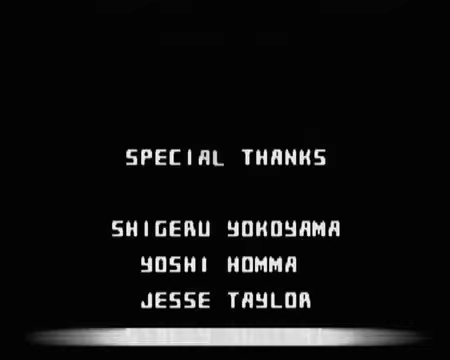 SPECIAL THANKS
SHIGERU YOKOYAMA
YOSHI HOMMA
JESSE TAYLOR